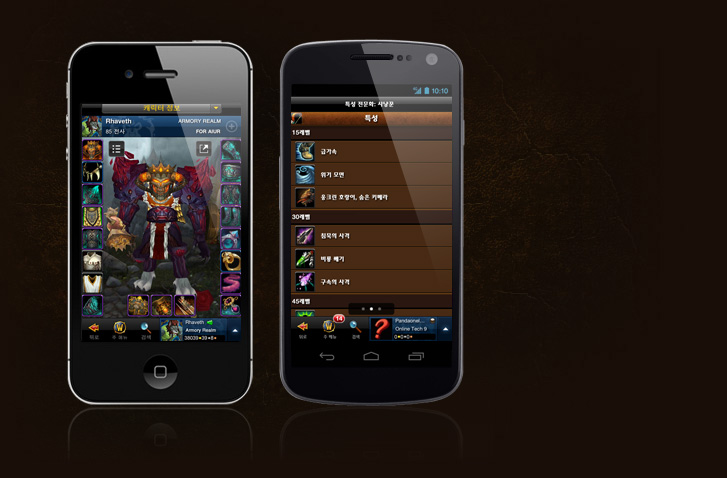 캐릭터 정보
Rhaveth
ARMORY REALM
85 전사
FOR AIUR
뒤로
주 메뉴
검색
Rhaveth
Armory Realm
38039 39 8
10:10
특성 전문화: 사냥꾼
특성
15레벨
급가속
위기 모면
웅크린 호랑이, 숨은 키메라
30레벨
침묵의 사격
비룡 쐐기
구속의 사격
45레벨
뒤로
14
주 메뉴
검색
Pandaonel...
Online Tech 9
0 0 0